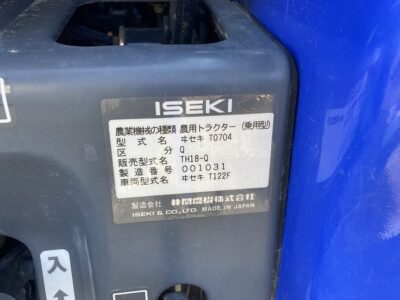 ISEKI
農業機械の種類 農用トラクター(乗用型)
型式名 ヰセキ T0704
区分 Q
販売型式名 TH18-Q
製造番号 001031
車両型式名 ヰセキ T122F
製造会社 井関農機株式会社
ISEKI & CO., LTD. MADE IN JAPAN
入